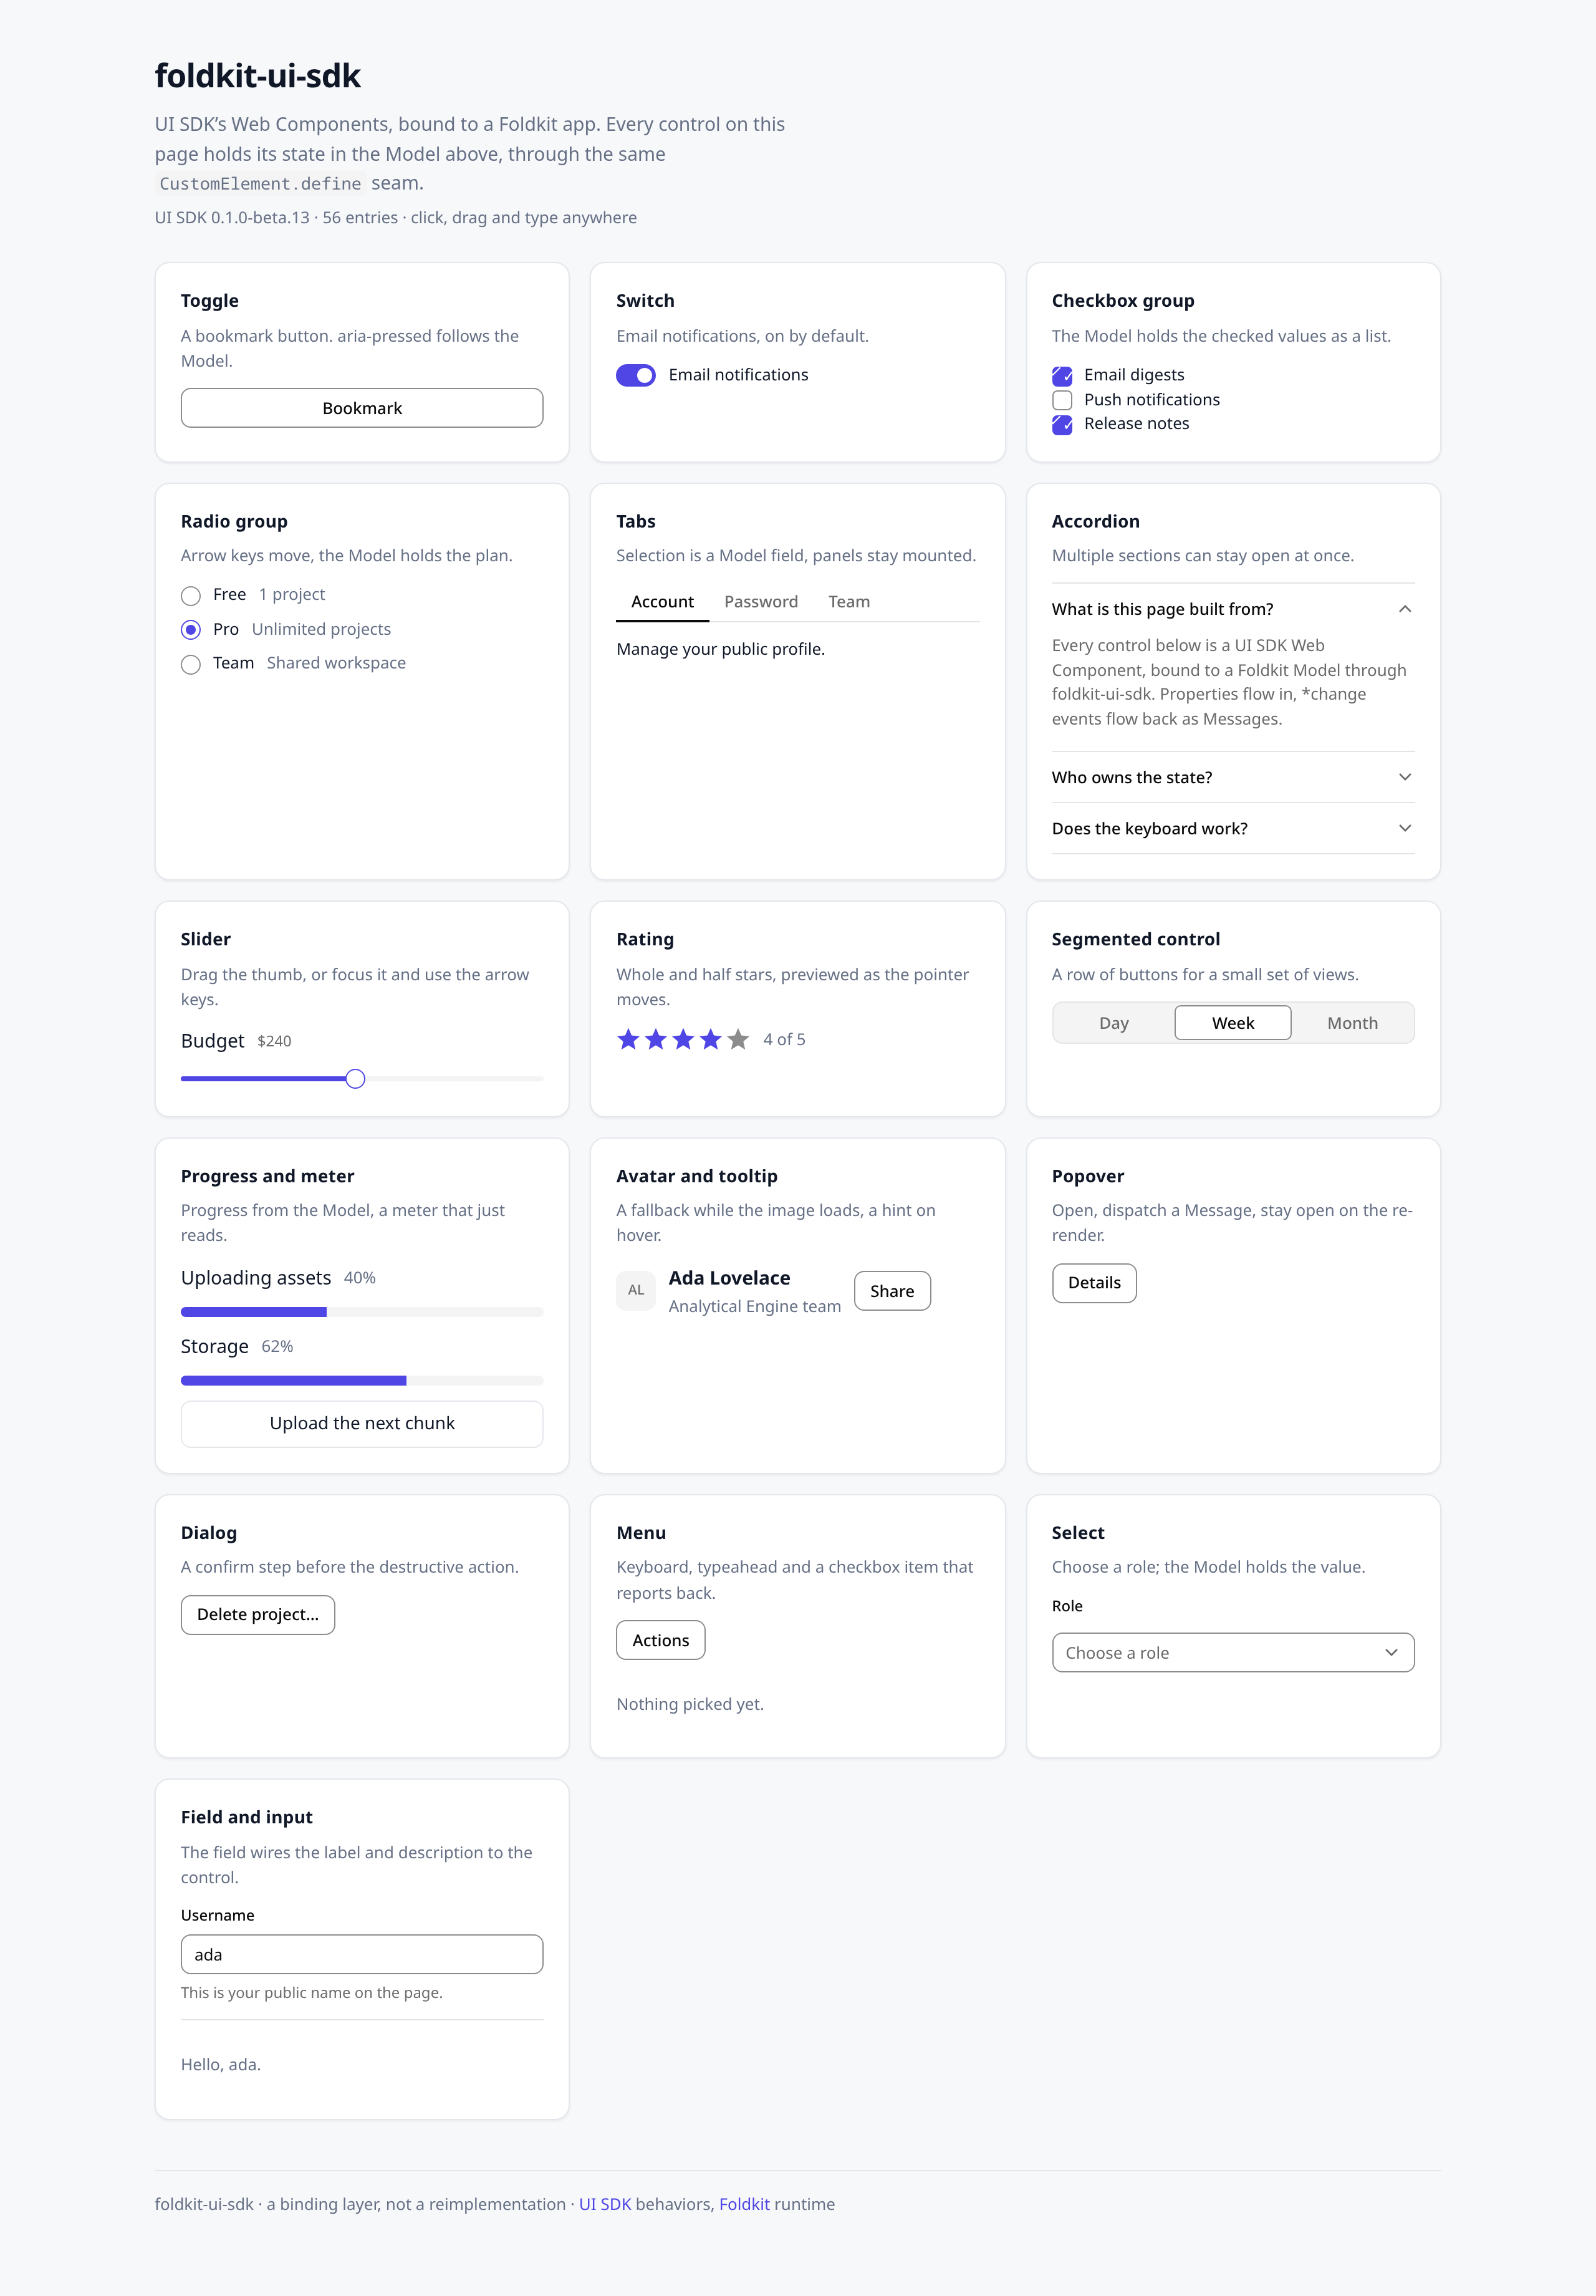 foldkit-ui-sdk
UI SDK’s Web Components, bound to a Foldkit app. Every control on this
page holds its state in the Model above, through the same
CustomElement.define seam.
UI SDK 0.1.0-beta.13 · 56 entries · click, drag and type anywhere
Toggle
A bookmark button. aria-pressed follows the
Model.
Bookmark
Switch
Email notifications, on by default.
Email notifications
Checkbox group
The Model holds the checked values as a list.
Email digests
Push notifications
Release notes
Radio group
Arrow keys move, the Model holds the plan.
Free 1 project
Pro Unlimited projects
Team Shared workspace
Tabs
Selection is a Model field, panels stay mounted.
Account Password Team
Manage your public profile.
Accordion
Multiple sections can stay open at once.
What is this page built from?
Every control below is a UI SDK Web
Component, bound to a Foldkit Model through
foldkit-ui-sdk. Properties flow in, *change
events flow back as Messages.
Who owns the state?
Does the keyboard work?
Slider
Drag the thumb, or focus it and use the arrow
keys.
Budget $240
Rating
Whole and half stars, previewed as the pointer
moves.
4 of 5
Segmented control
A row of buttons for a small set of views.
Day Week Month
Progress and meter
Progress from the Model, a meter that just
reads.
Uploading assets 40%
Storage 62%
Upload the next chunk
Avatar and tooltip
A fallback while the image loads, a hint on
hover.
AL
Ada Lovelace
Analytical Engine team
Share
Popover
Open, dispatch a Message, stay open on the re-
render.
Details
Dialog
A confirm step before the destructive action.
Delete project…
Menu
Keyboard, typeahead and a checkbox item that
reports back.
Actions
Nothing picked yet.
Select
Choose a role; the Model holds the value.
Role
Choose a role
Field and input
The field wires the label and description to the
control.
Username
ada
This is your public name on the page.
Hello, ada.
foldkit-ui-sdk · a binding layer, not a reimplementation · UI SDK behaviors, Foldkit runtime